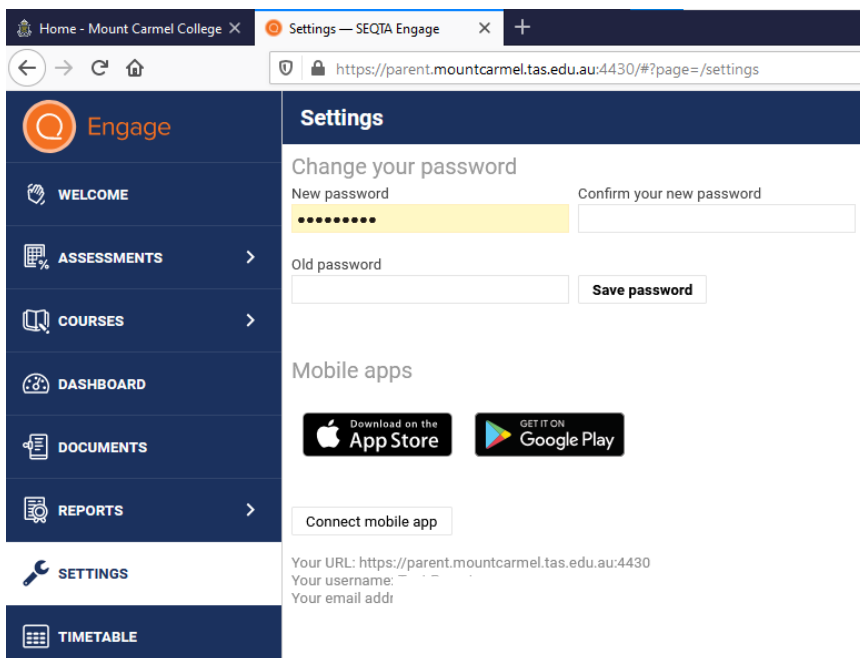 Home - Mount Carmel College
Settings — SEQTA Engage
https://parent.mountcarmel.tas.edu.au:4430/#?page=/settings
Engage
WELCOME
ASSESSMENTS
COURSES
DASHBOARD
DOCUMENTS
REPORTS
SETTINGS
TIMETABLE
Settings
Change your password
New password
Confirm your new password
•••••••••
Old password
Save password
Mobile apps
Download on the
App Store
GET IT ON
Google Play
Connect mobile app
Your URL: https://parent.mountcarmel.tas.edu.au:4430
Your username:
Your email addr